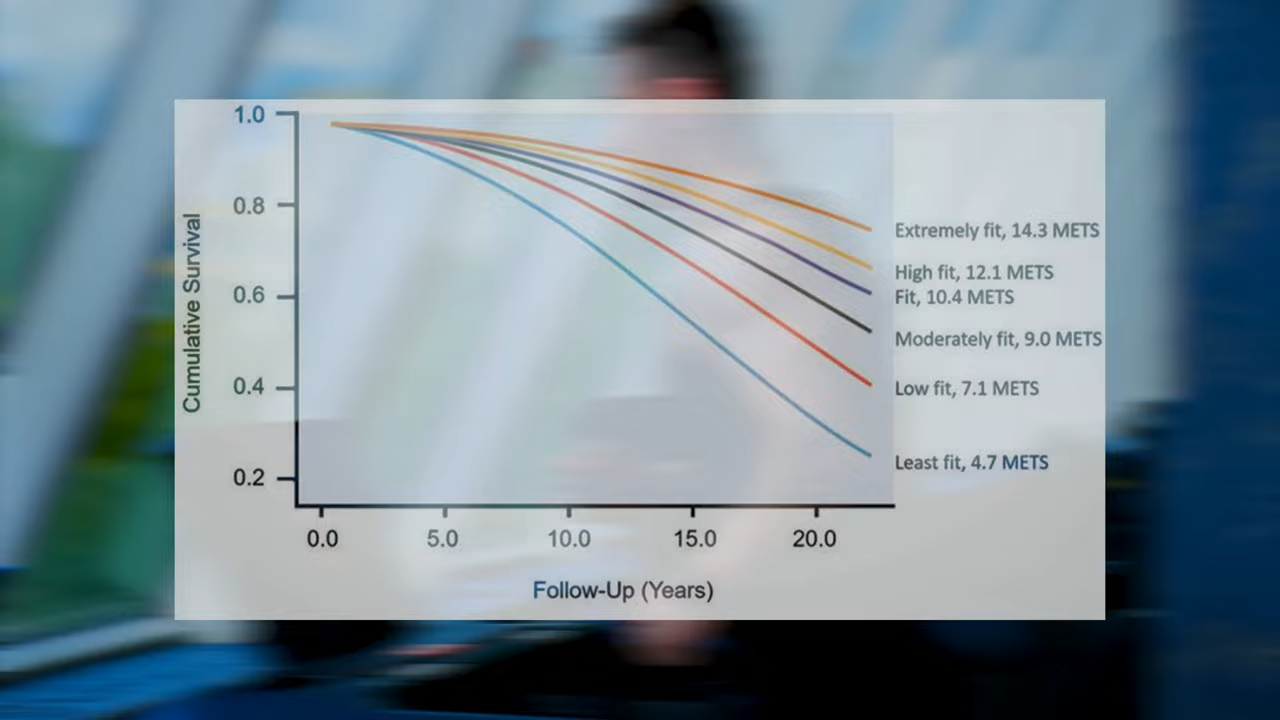 1.0
0.8
0.6
0.4
0.2
Cumulative Survival
0.0 5.0 10.0 15.0 20.0
Follow-Up (Years)
Extremely fit, 14.3 METS
High fit, 12.1 METS
Fit, 10.4 METS
Moderately fit, 9.0 METS
Low fit, 7.1 METS
Least fit, 4.7 METS